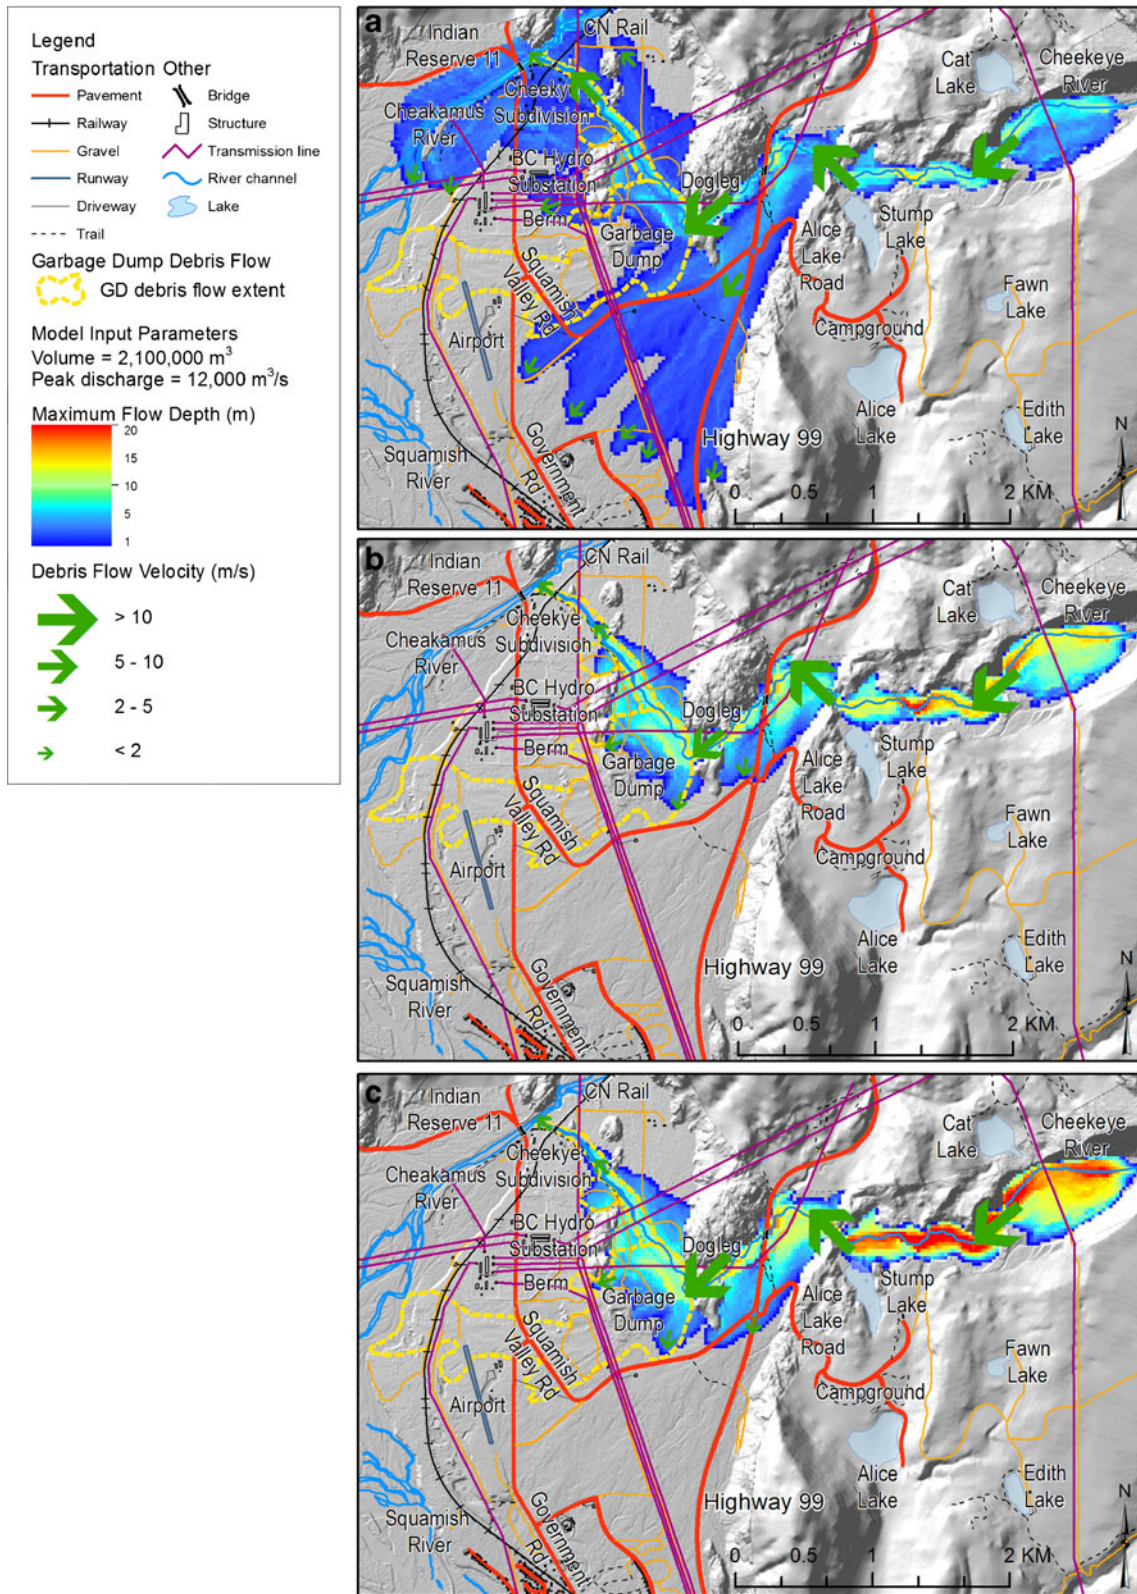 Legend
Transportation Other
Pavement
Bridge
Railway
Structure
Gravel
Transmission line
Runway
River channel
Driveway
Lake
Trail
Garbage Dump Debris Flow
GD debris flow extent
Model Input Parameters
Volume = 2,100,000 m³
Peak discharge = 12,000 m³/s
Maximum Flow Depth (m)
20
15
10
5
1
Debris Flow Velocity (m/s)
> 10
5 - 10
2 - 5
< 2
a
Indian
Reserve 11
CN Rail
Cat
Lake
Cheekeye
River
Cheekye
Subdivision
Cheakamus
River
BC Hydro
Substation
Dogleg
Berm
Garbage
Dump
Alice
Lake
Road
Stump
Lake
Squamish
Valley Rd
Fawn
Lake
Airport
Campground
Alice
Lake
Edith
Lake
N
Highway 99
Government
Rd
Squamish
River
0 0.5 1 2 KM
b
Indian
Reserve 11
CN Rail
Cat
Lake
Cheekeye
River
Cheekye
Subdivision
Cheakamus
River
BC Hydro
Substation
Dogleg
Berm
Garbage
Dump
Alice
Lake
Road
Stump
Lake
Squamish
Valley Rd
Fawn
Lake
Airport
Campground
Alice
Lake
Edith
Lake
N
Highway 99
Government
Rd
Squamish
River
0 0.5 1 2 KM
c
Indian
Reserve 11
CN Rail
Cat
Lake
Cheekeye
River
Cheekye
Subdivision
Cheakamus
River
BC Hydro
Substation
Dogleg
Berm
Garbage
Dump
Alice
Lake
Road
Stump
Lake
Squamish
Valley Rd
Fawn
Lake
Airport
Campground
Alice
Lake
Edith
Lake
N
Highway 99
Government
Rd
Squamish
River
0 0.5 1 2 KM